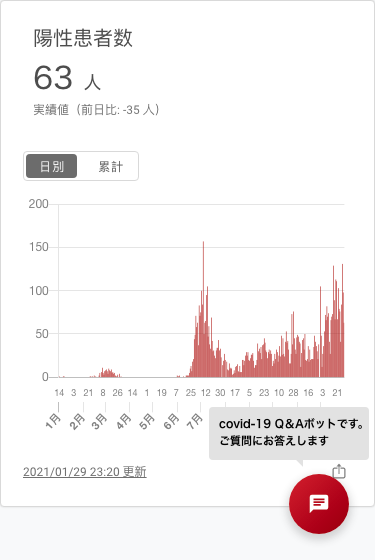 陽性患者数
63 人
実績値（前日比: -35 人）
日別 累計
200
150
100
50
0
14 3 21 8 26 14 1 19 7 25 12 30 17 5 23 10 28 16 3 21
1月 2月 3月 4月 5月 6月 7月
covid-19 Q&Aボットです。
ご質問にお答えします
2021/01/29 23:20 更新